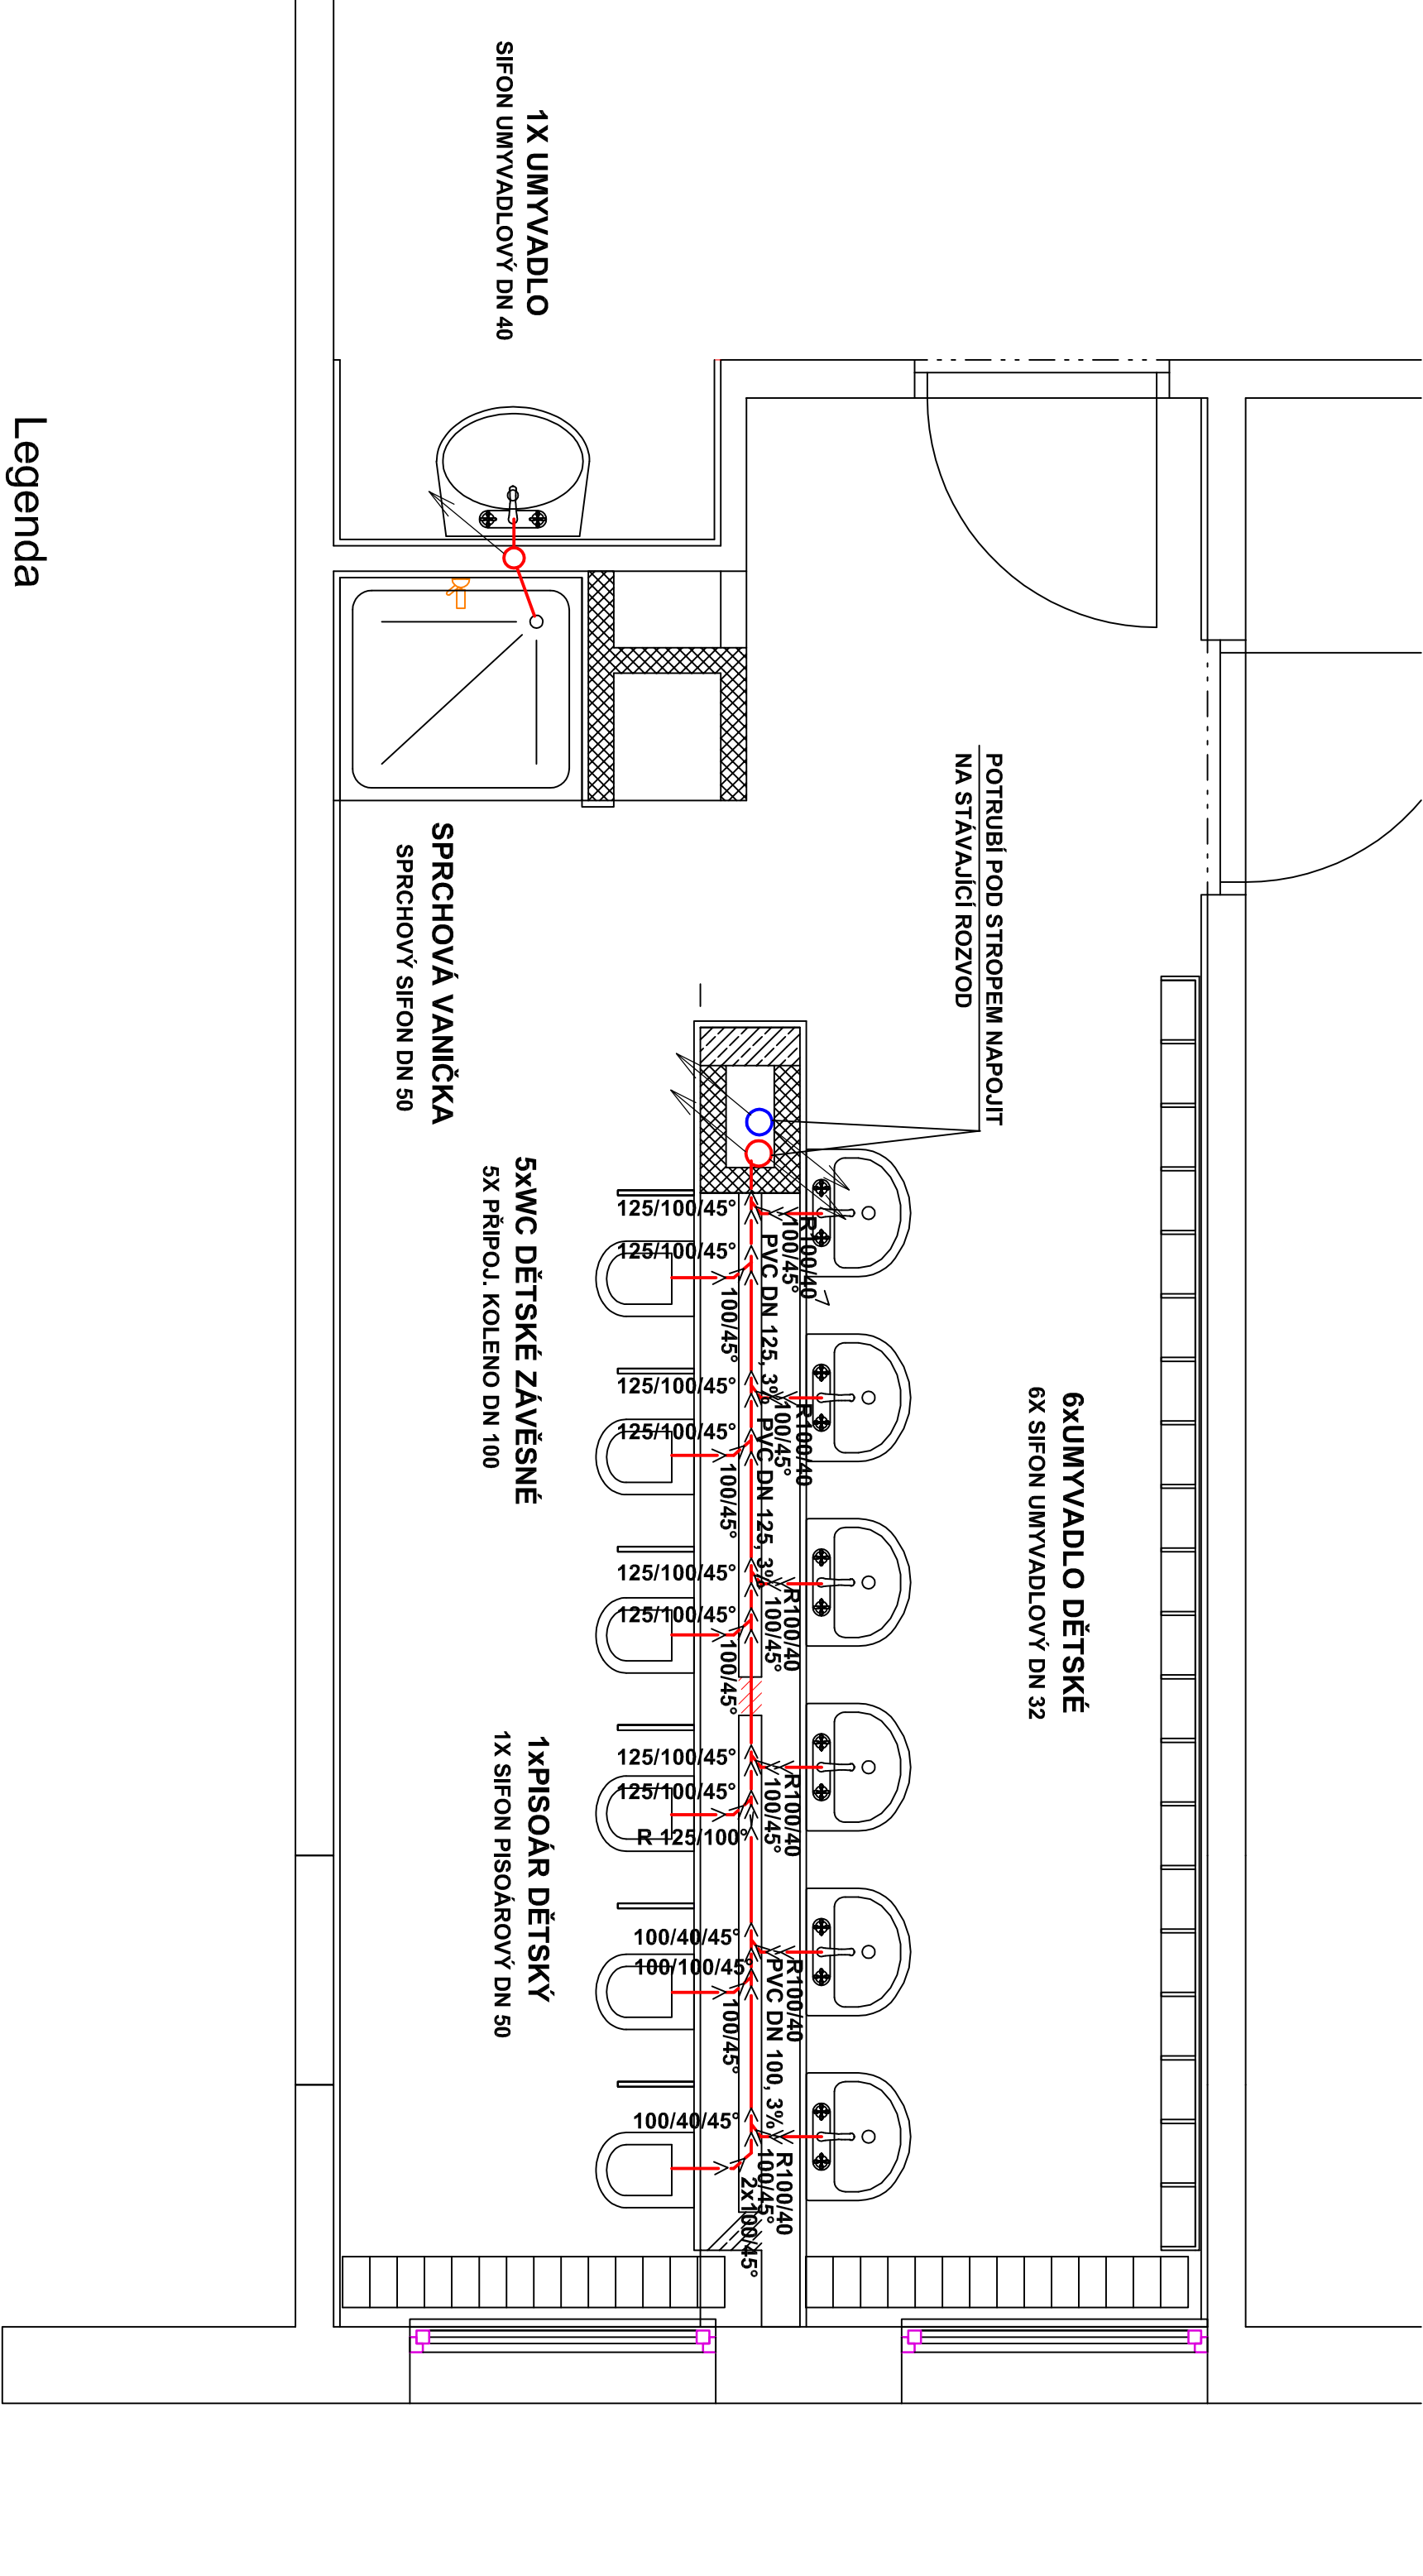 1X UMYVADLO
SIFON UMYVADLOVÝ DN 40
Legenda
POTRUBÍ POD STROPEM NAPOJIT
NA STÁVAJÍCÍ ROZVOD
SPRCHOVÁ VANIČKA
SPRCHOVÝ SIFON DN 50
5xWC DĚTSKÉ ZÁVĚSNÉ
5X PŘIPOJ. KOLENO DN 100
6xUMYVADLO DĚTSKÉ
6X SIFON UMYVADLOVÝ DN 32
1xPISOÁR DĚTSKÝ
1X SIFON PISOÁROVÝ DN 50
125/100/45°
125/100/45°
100/45°
R100/40
100/45°
PVC DN 125, 3%
125/100/45°
125/100/45°
100/45°
R100/40
100/45°
PVC DN 125, 3%
125/100/45°
125/100/45°
100/45°
R100/40
100/45°
125/100/45°
125/100/45°
R 125/100°
R100/40
100/45°
100/40/45°
100/100/45°
100/45°
R100/40
PVC DN 100, 3%
100/40/45°
R100/40
100/45°
2x100/45°